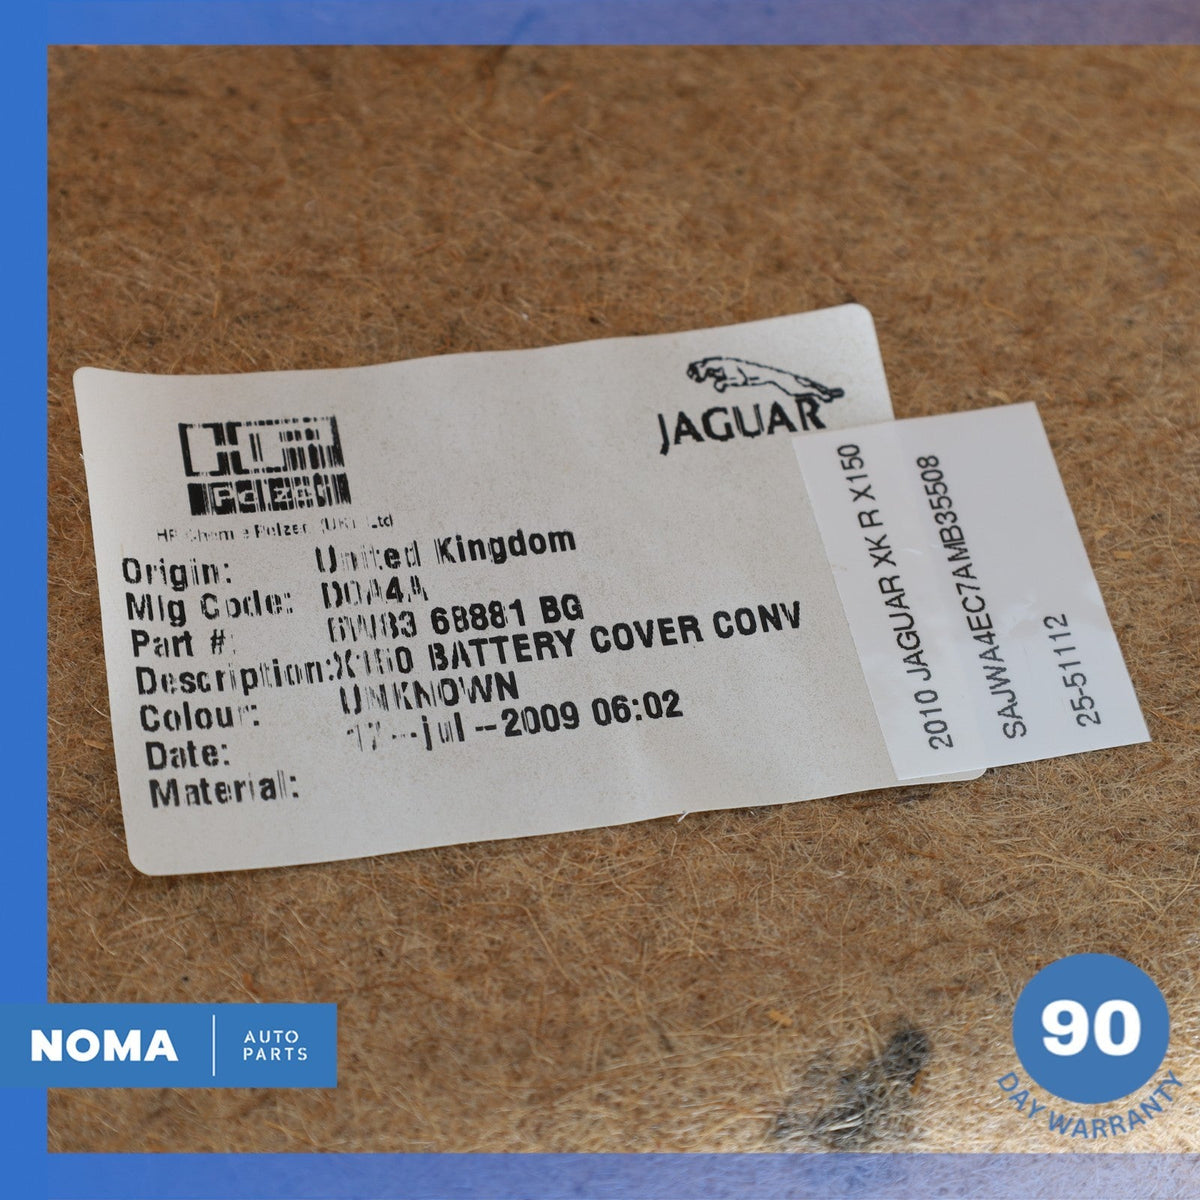 JAGUAR
Pelzer
HP Chemie Pelzer (UK) Ltd
Origin: United Kingdom
Mfg Code: D0A4A
Part #: 6W83 68881 BG
Description: X150 BATTERY COVER CONV
Colour: UNKNOWN
Date: 17-jul-2009 06:02
Material:
2010 JAGUAR XK R X150
SAJWA4EC7AMB35508
25-51112
NOMA
AUTO
PARTS
90
DAY WARRANTY